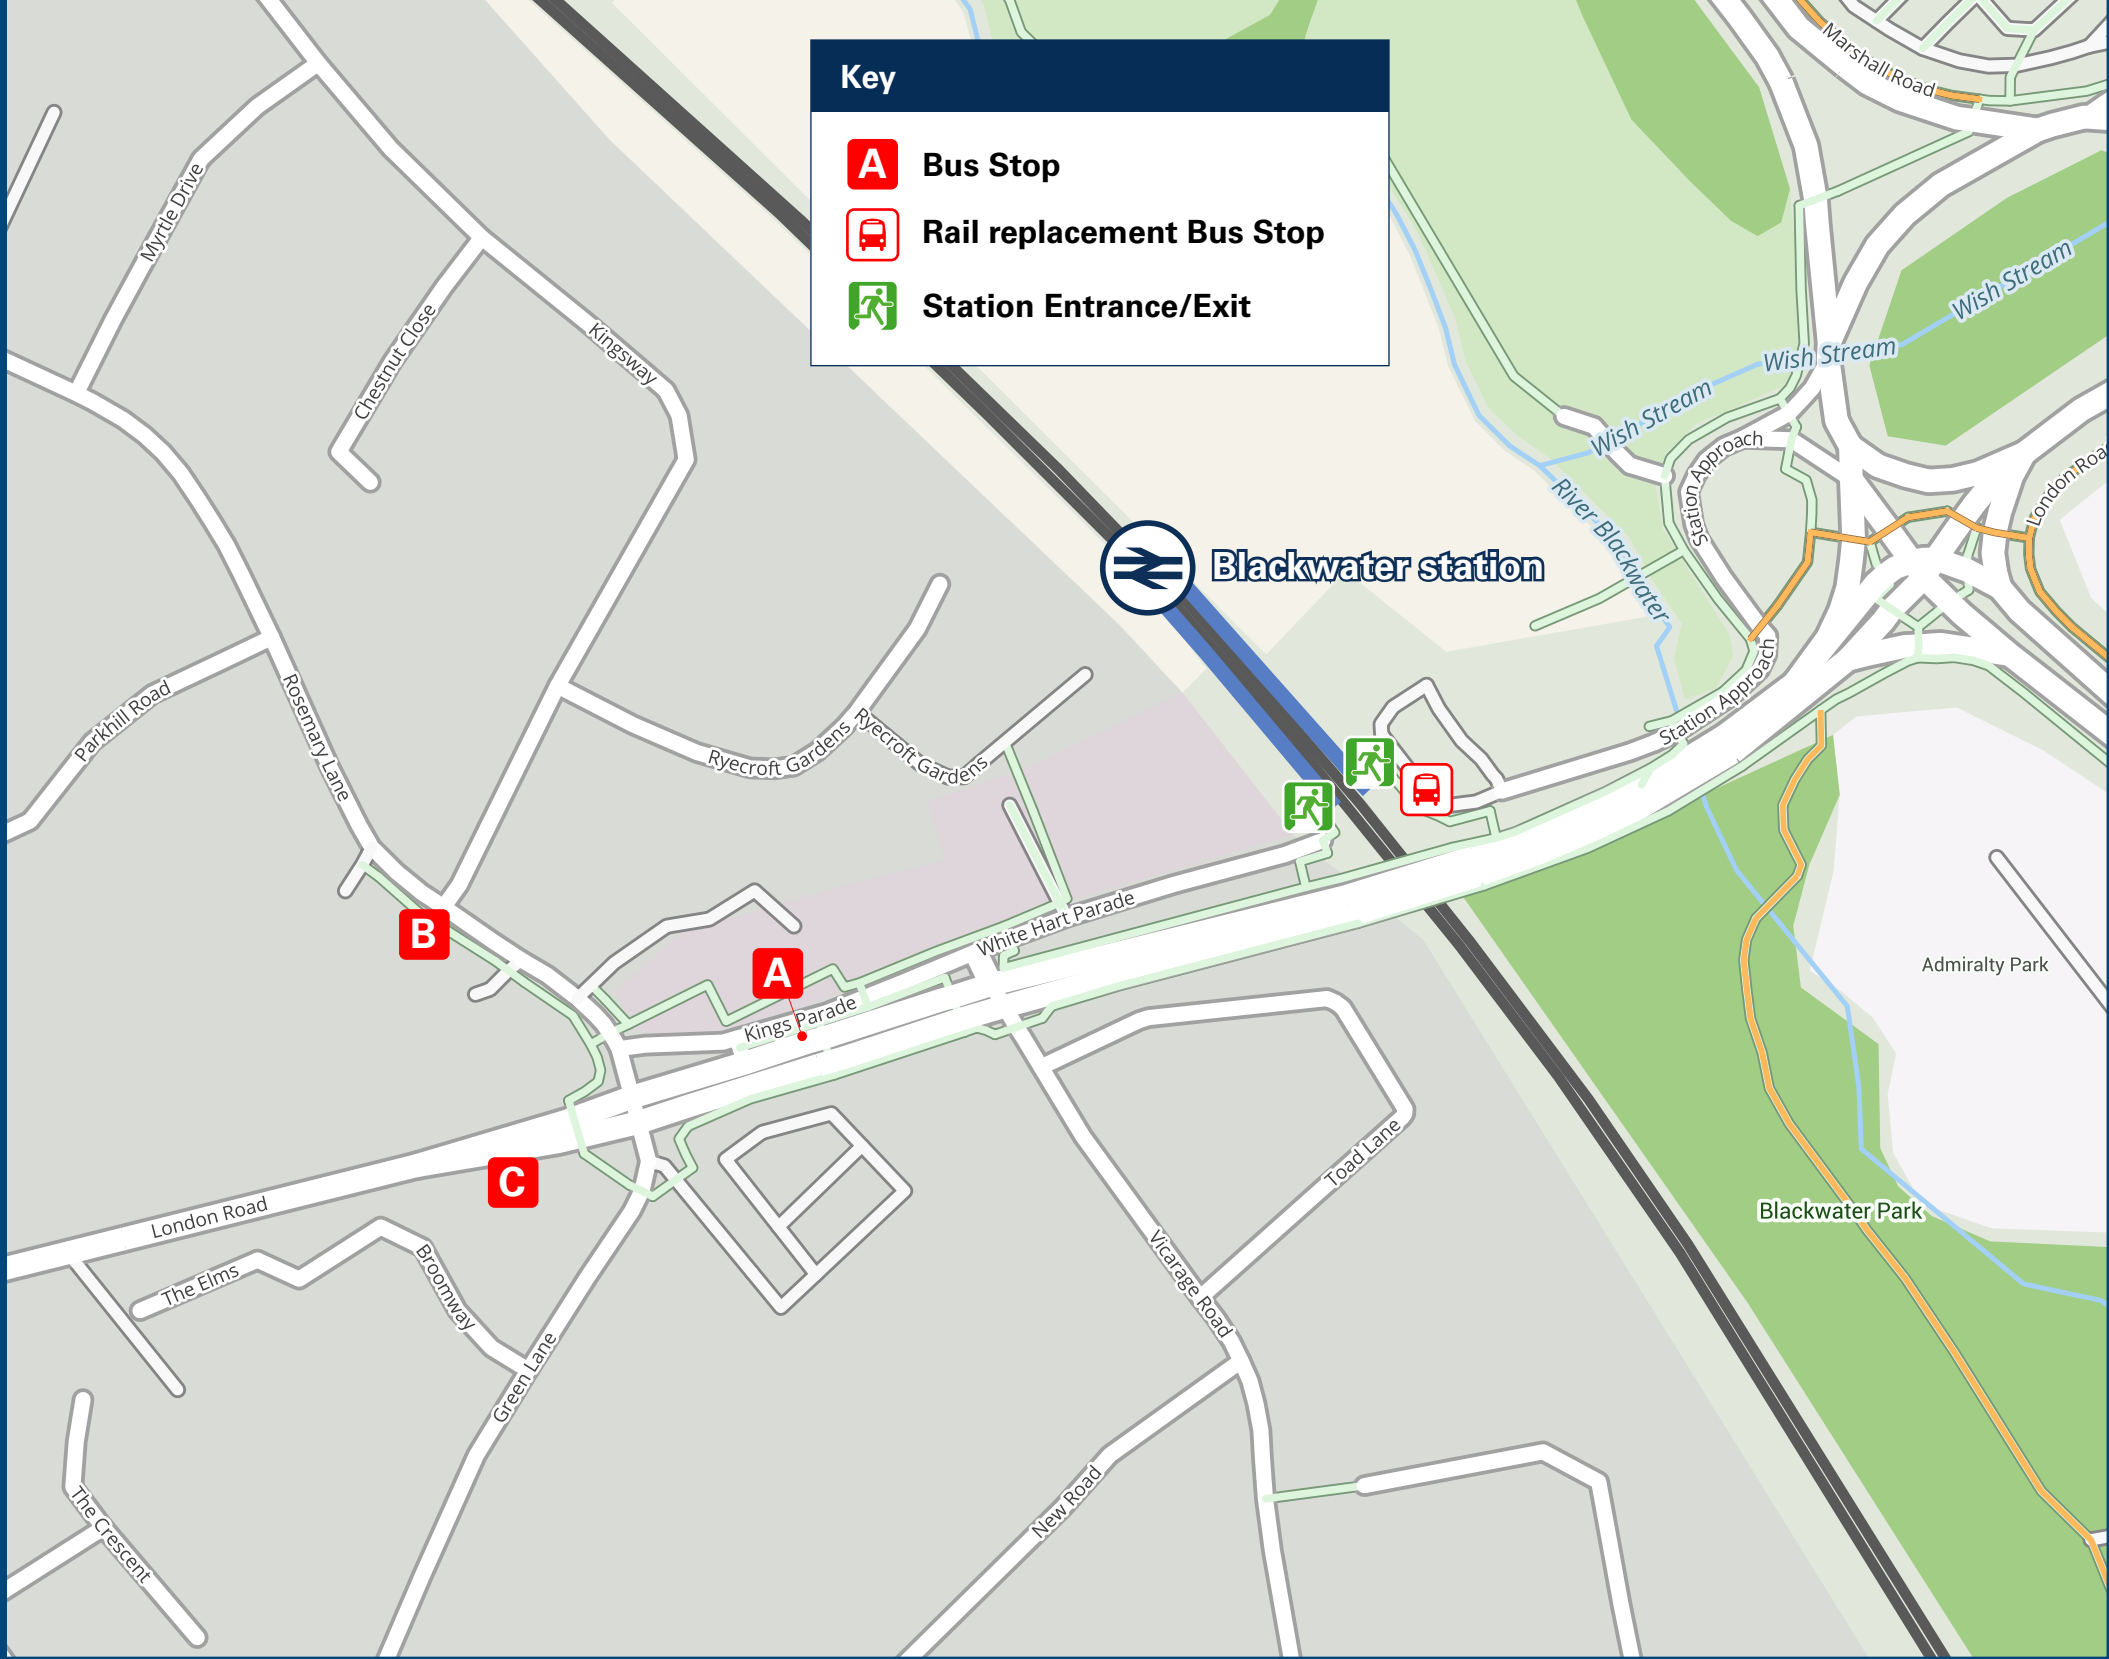 Key
A Bus Stop
Rail replacement Bus Stop
Station Entrance/Exit
Marshall Road
Myrtle Drive
Wish Stream
Wish Stream
Wish Stream
Chestnut Close
Kingsway
Station Approach
London Roa
River Blackwater
Blackwater station
Station Approach
Parkhill Road
Rosemary Lane
Ryecroft Gardens
Ryecroft Gardens
B
White Hart Parade
A
Kings Parade
Admiralty Park
C
Toad Lane
London Road
Blackwater Park
The Elms
Broomway
Vicarage Road
Green Lane
New Road
The Crescent